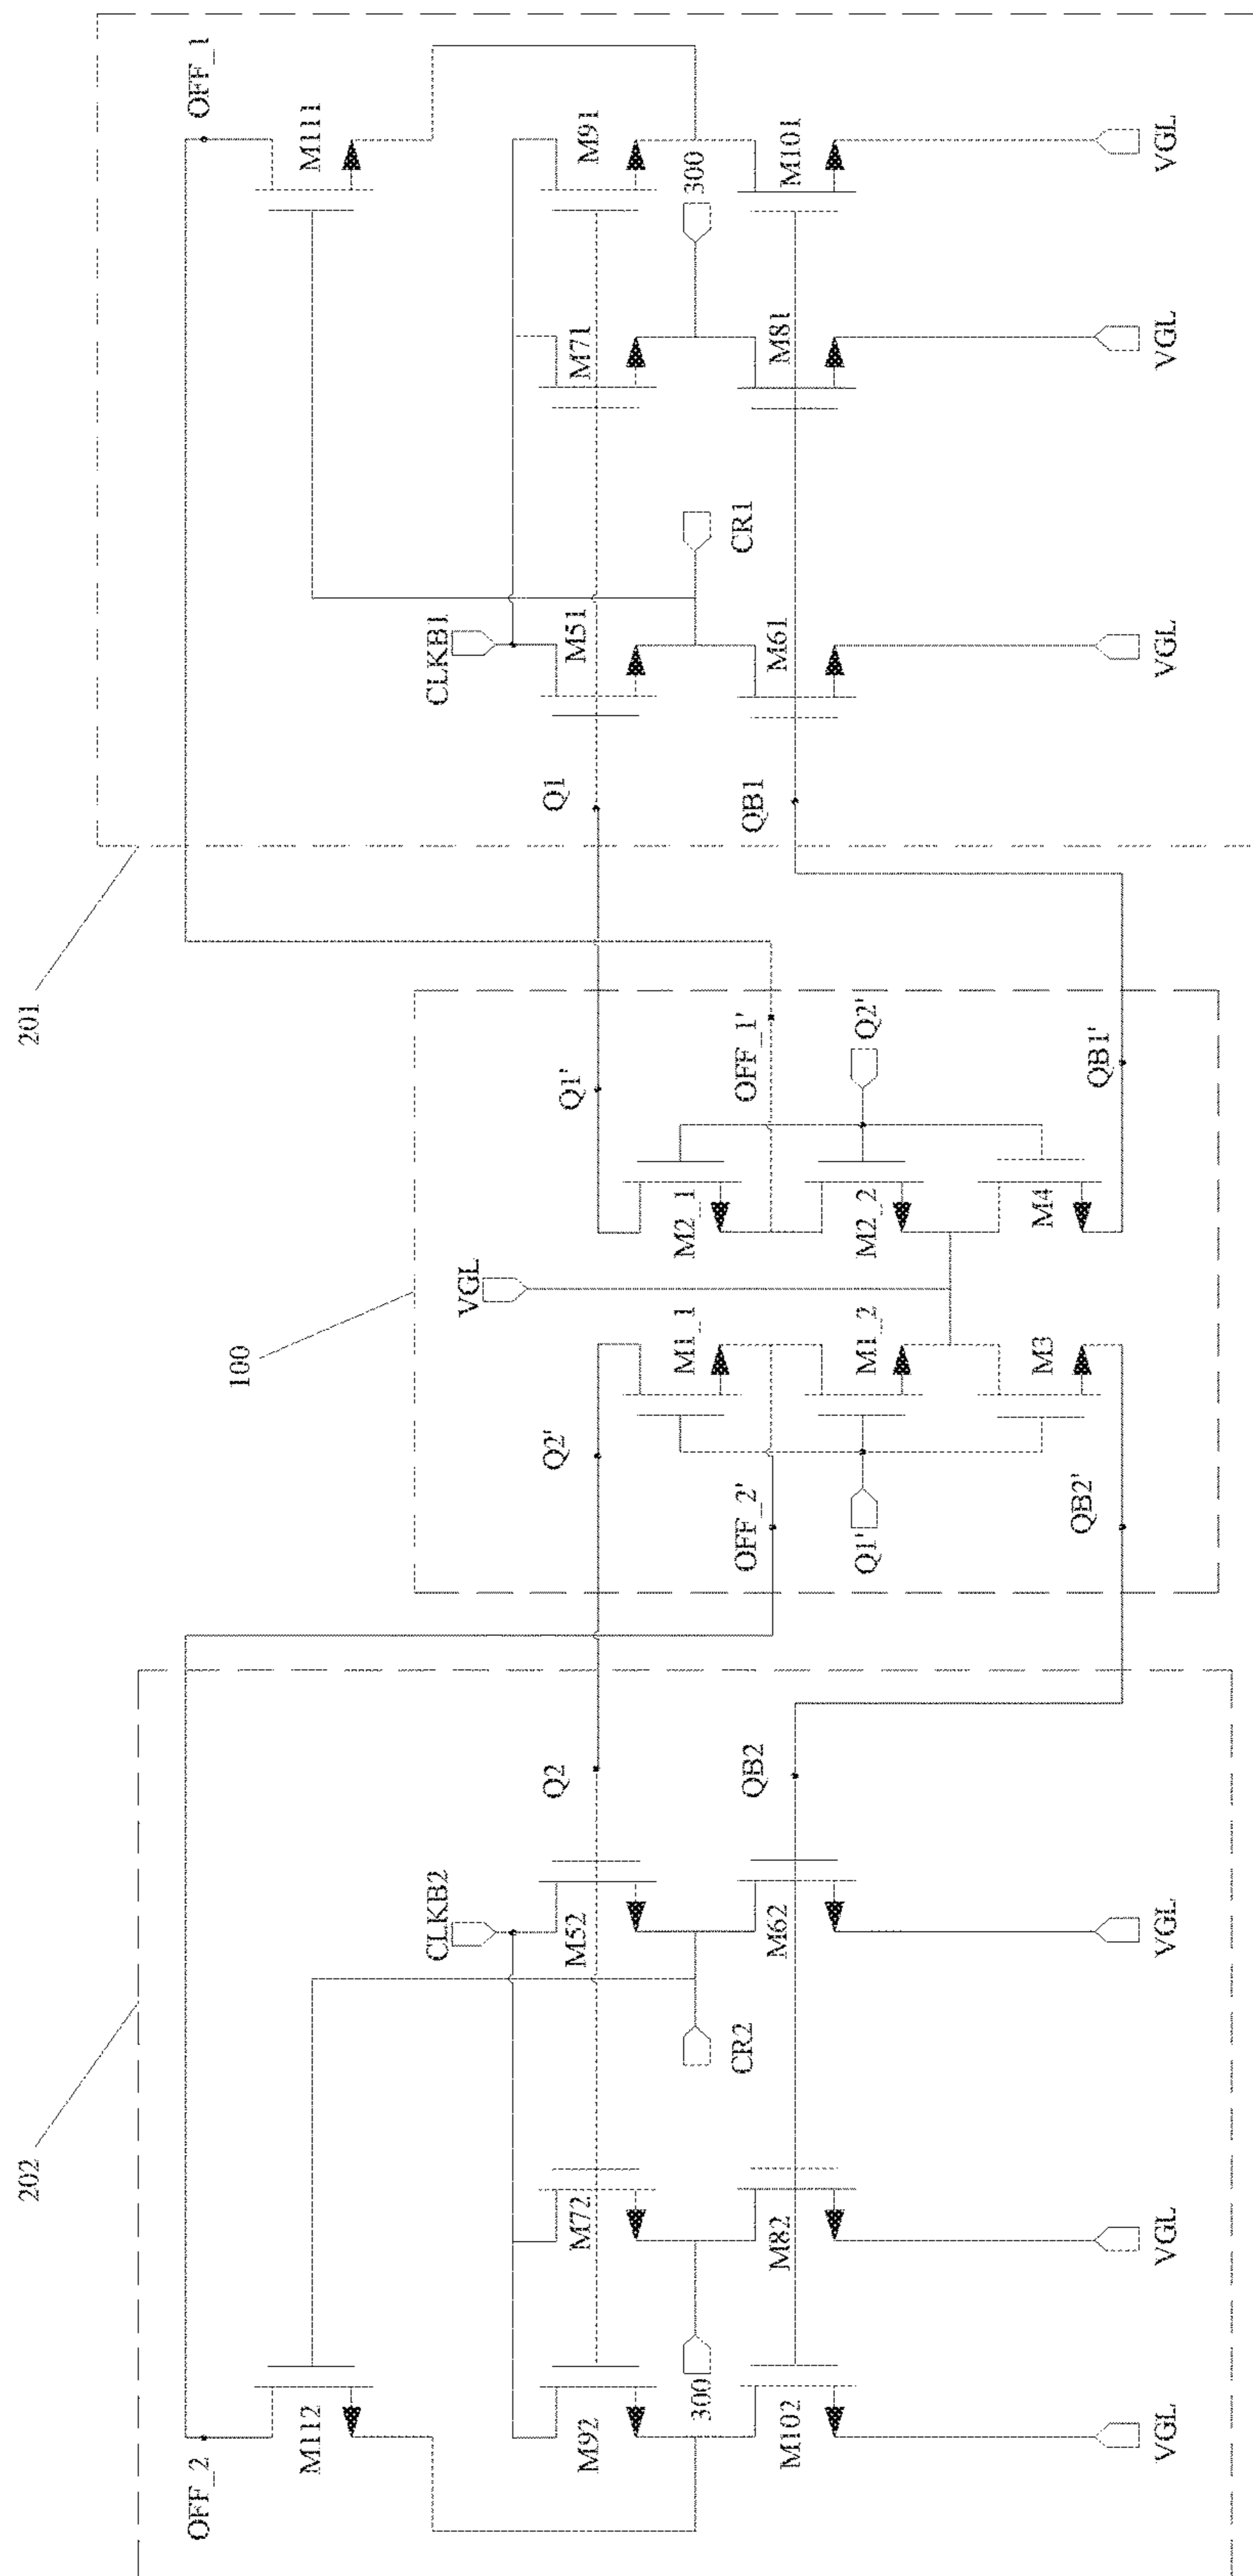 202
100
201
OFF_2
M112
CLKB2
M92
M72
M52
Q2
300
CR2
M102
M82
M62
QB2
VGL
VGL
VGL
Q2'
VGL
Q1'
M1_1
M2_1
OFF_2'
OFF_1'
Q1'
M1_2
M2_2
Q2'
M3
M4
QB2'
QB1'
OFF_1
M111
CLKB1
Q1
M51
M71
M91
CR1
300
QB1
M61
M81
M101
VGL
VGL
VGL